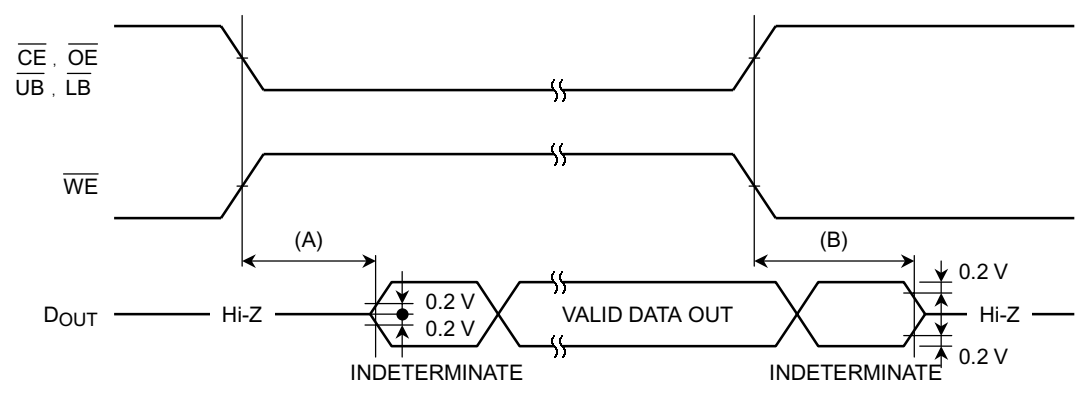 CE , OE
UB , LB
WE
(A)
(B)
0.2 V
DOUT
Hi-Z
0.2 V
0.2 V
VALID DATA OUT
Hi-Z
0.2 V
INDETERMINATE
INDETERMINATE